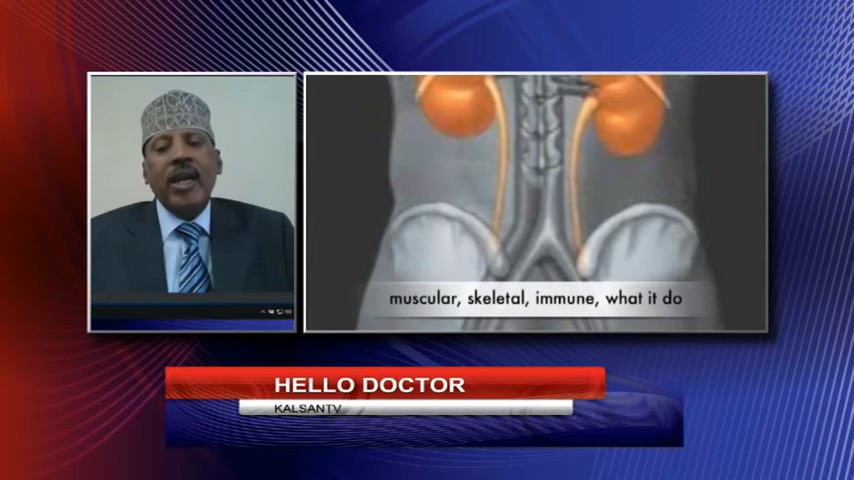 muscular, skeletal, immune, what it do
HELLO DOCTOR
KALSANTV